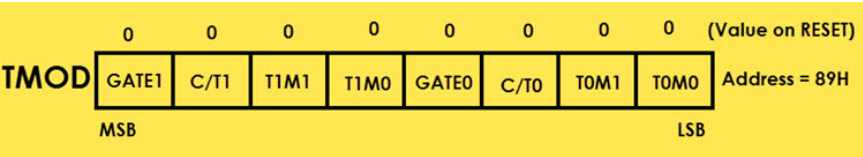 0 0 0 0 0 0 0 0 (Value on RESET)
TMOD GATE1 C/T1 T1M1 T1M0 GATE0 C/T0 T0M1 T0M0 Address = 89H
MSB LSB